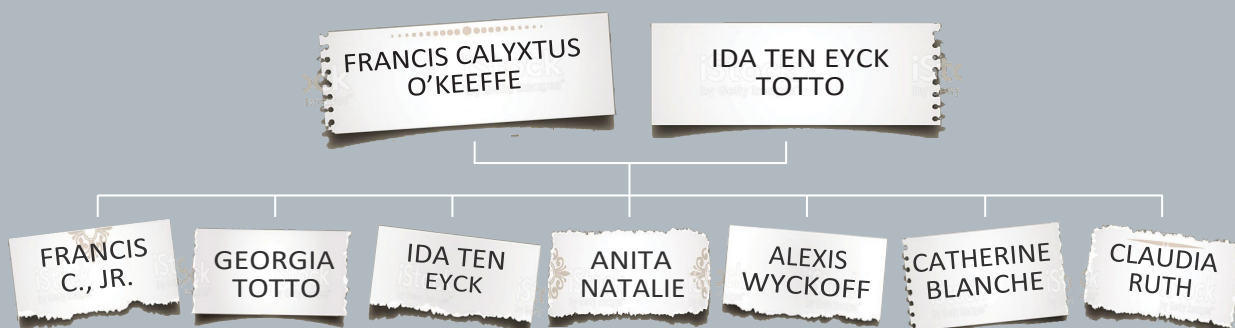 FRANCIS CALYXTUS
O'KEEFFE
IDA TEN EYCK
TOTTO
FRANCIS
C., JR.
GEORGIA
TOTTO
IDA TEN
EYCK
ANITA
NATALIE
ALEXIS
WYCKOFF
CATHERINE
BLANCHE
CLAUDIA
RUTH